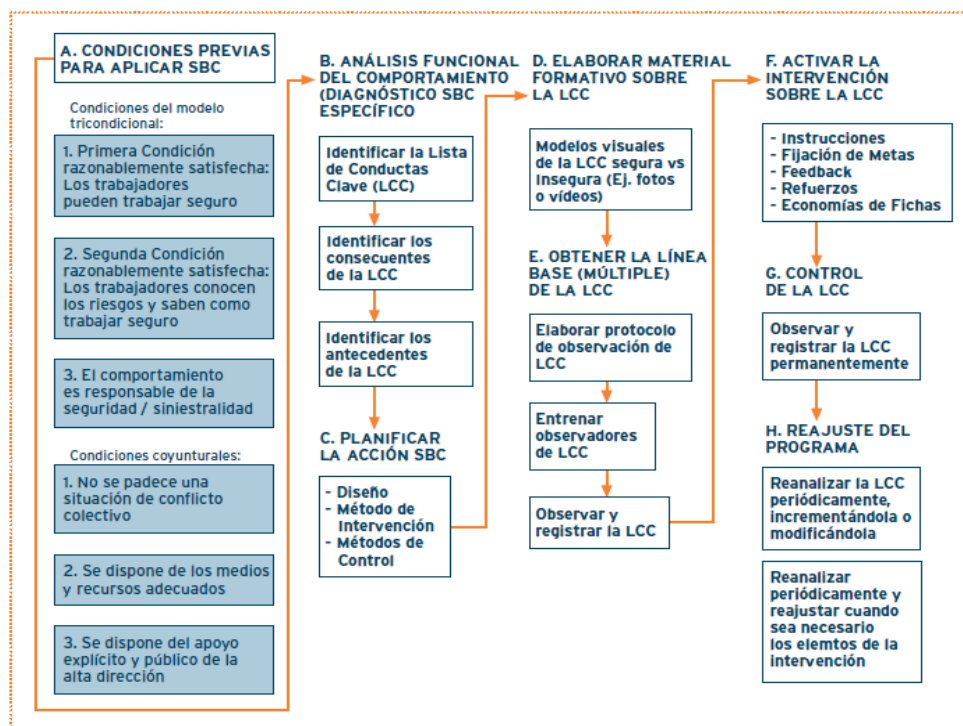 A. CONDICIONES PREVIAS
PARA APLICAR SBC
Condiciones del modelo
tricondicional:
1. Primera Condición
razonablemente satisfecha:
Los trabajadores
pueden trabajar seguro
2. Segunda Condición
razonablemente satisfecha:
Los trabajadores conocen
los riesgos y saben como
trabajar seguro
3. El comportamiento
es responsable de la
seguridad / siniestralidad
Condiciones coyunturales:
1. No se padece una
situación de conflicto
colectivo
2. Se dispone de los medios
y recursos adecuados
3. Se dispone del apoyo
explícito y público de la
alta dirección
B. ANÁLISIS FUNCIONAL
DEL COMPORTAMIENTO
(DIAGNÓSTICO SBC
ESPECÍFICO
Identificar la Lista
de Conductas
Clave (LCC)
Identificar los
consecuentes
de la LCC
Identificar los
antecedentes
de la LCC
C. PLANIFICAR
LA ACCIÓN SBC
- Diseño
- Método de
Intervención
- Métodos de
Control
D. ELABORAR MATERIAL
FORMATIVO SOBRE
LA LCC
Modelos visuales
de la LCC segura vs
Insegura (Ej. fotos
o vídeos)
E. OBTENER LA LÍNEA
BASE (MÚLTIPLE)
DE LA LCC
Elaborar protocolo
de observación de
LCC
Entrenar
observadores
de LCC
Observar y
registrar la LCC
F. ACTIVAR LA
INTERVENCIÓN
SOBRE LA LCC
- Instrucciones
- Fijación de Metas
- Feedback
- Refuerzos
- Economías de Fichas
G. CONTROL
DE LA LCC
Observar y
registrar la LCC
permanentemente
H. REAJUSTE DEL
PROGRAMA
Reanalizar la LCC
periódicamente,
incrementándola o
modificándola
Reanalizar
periódicamente y
reajustar cuando
sea necesario
los elemtos de la
intervención